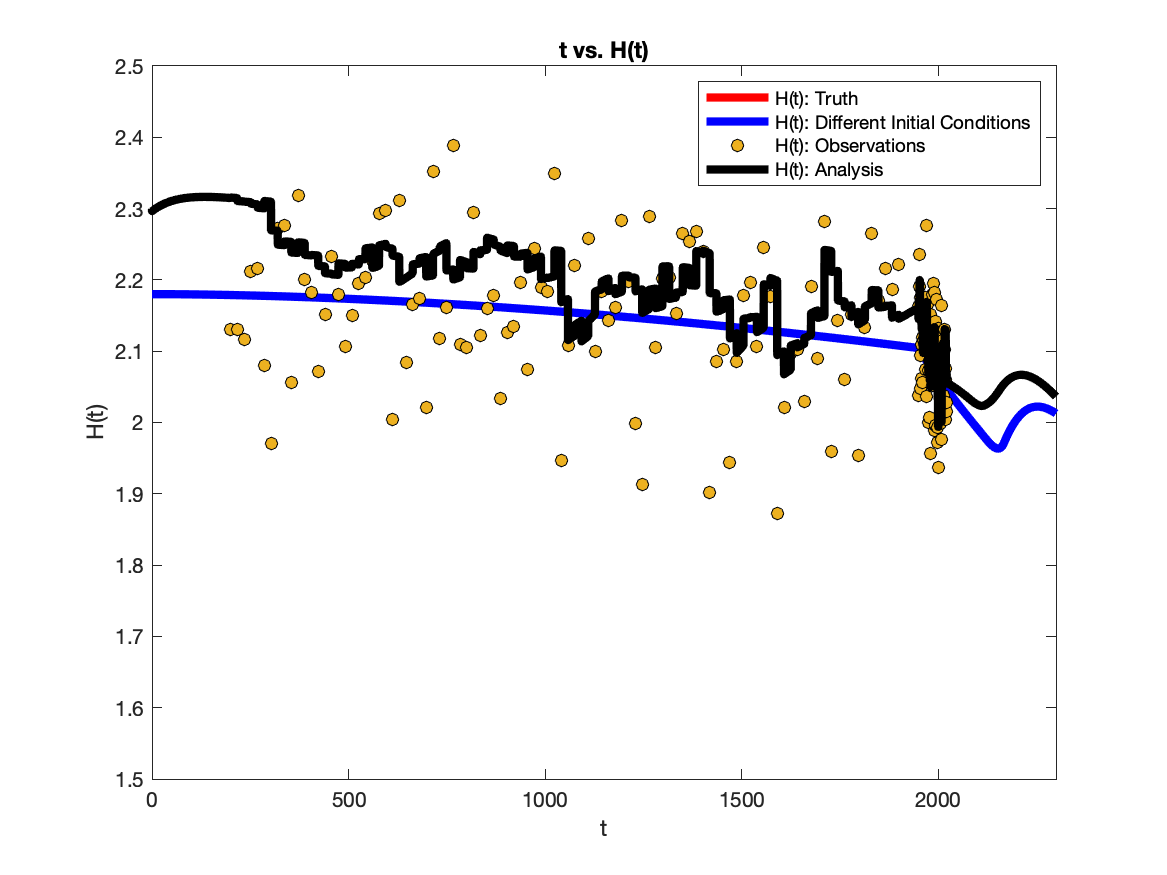 t vs. H(t)
2.5
2.4
2.3
2.2
2.1
2
1.9
1.8
1.7
1.6
1.5
H(t)
H(t): Truth
H(t): Different Initial Conditions
H(t): Observations
H(t): Analysis
0 500 1000 1500 2000
t